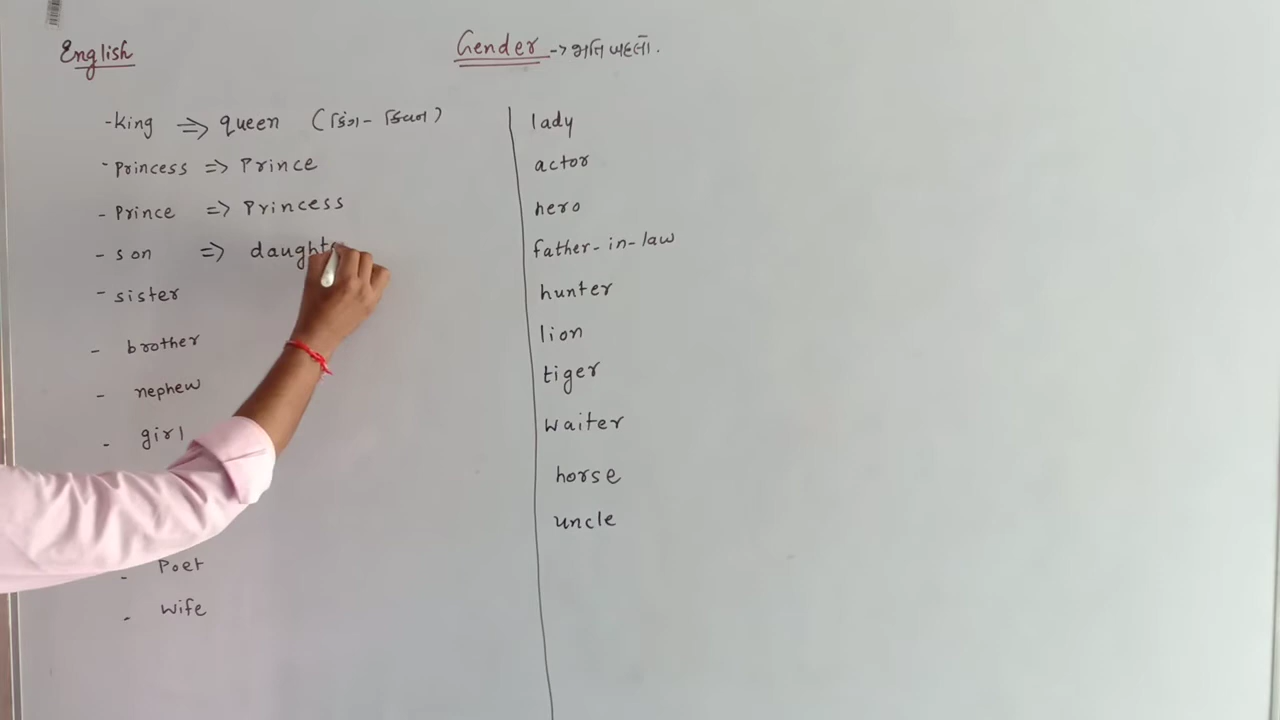 English
Gender -> જાતિ બદલો.
- King => queen (કિંગ - ક્વિન)
- Princess => Prince
- Prince => Princess
- son => daughte
- sister
- brother
- nephew
- girl
- Poet
- wife
lady
actor
hero
father-in-law
hunter
lion
tiger
waiter
horse
uncle